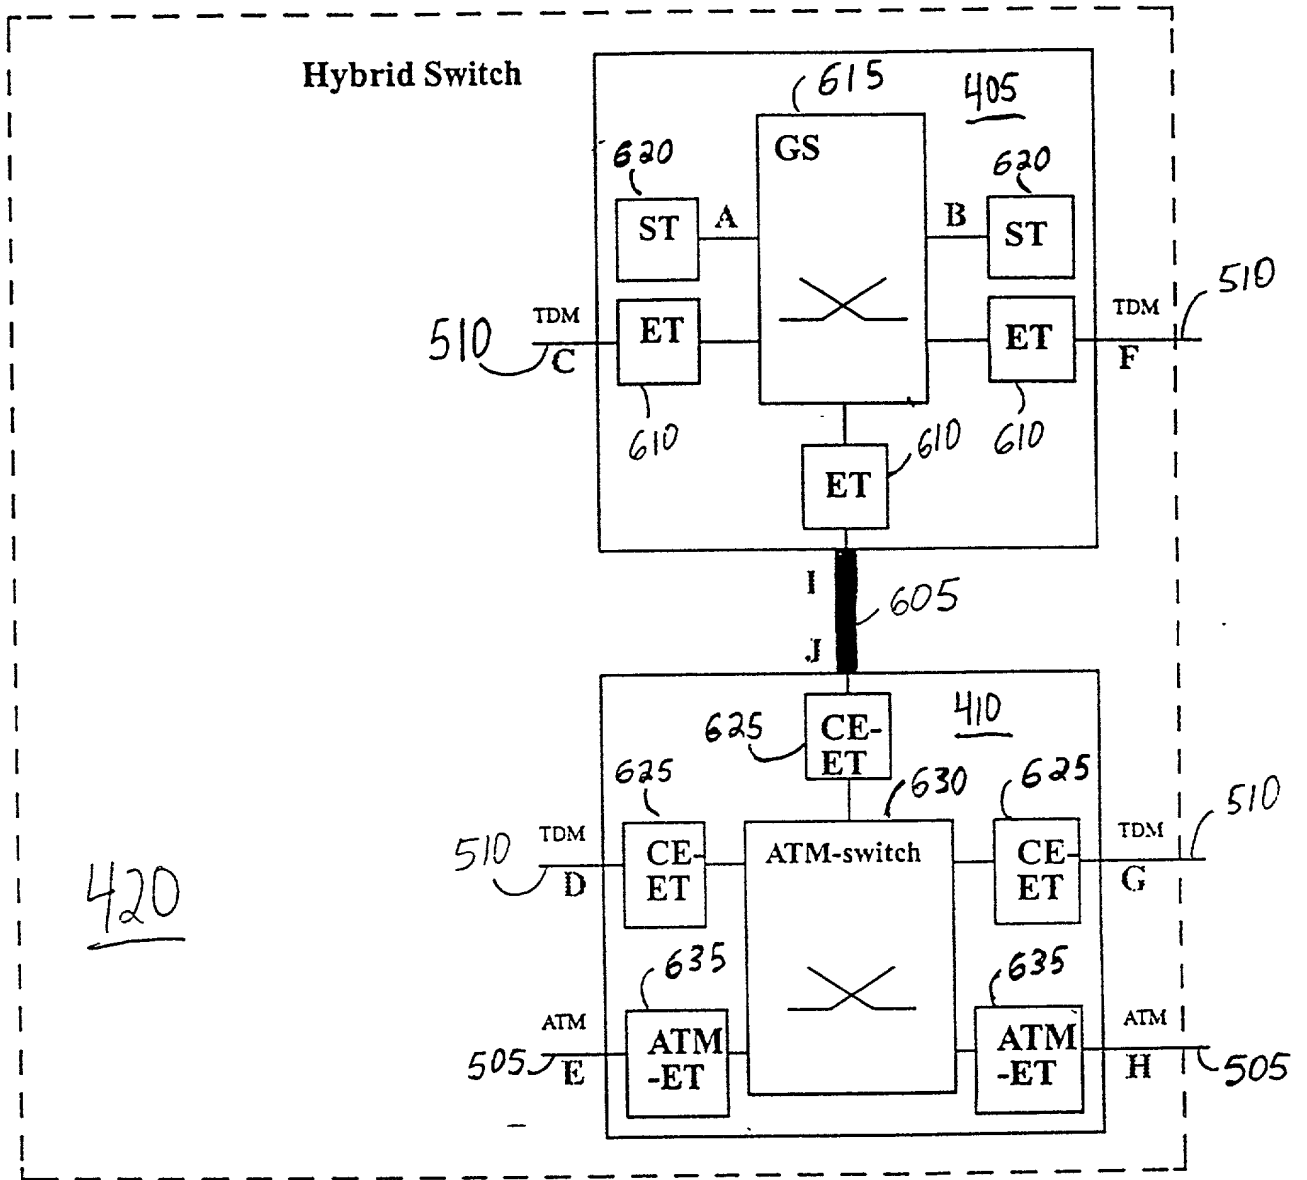 Hybrid Switch
615
405
GS
620
620
ST
A
B
ST
510
TDM
ET
ET
TDM
510
C
F
610
610
610
ET
I
605
J
410
625
CE-
ET
625
630
625
510
TDM
CE-
ET
ATM-switch
CE-
ET
TDM
510
D
G
420
635
635
ATM
ATM
-ET
ATM
-ET
ATM
505
E
H
505